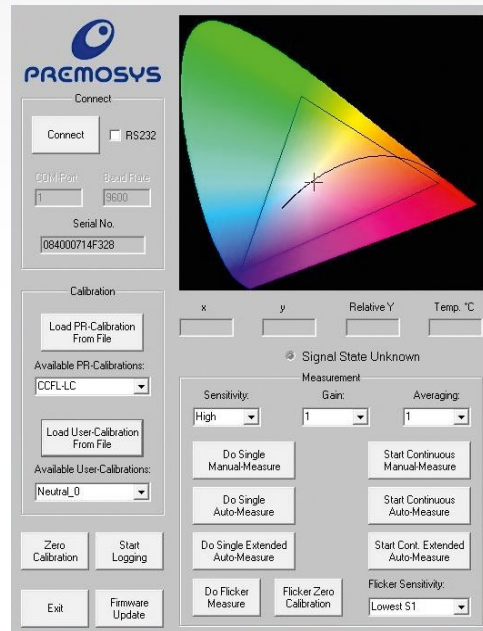 PREMOSYS
Connect
Connect
RS232
COM-Port
Baud Rate
1
9600
Serial No.
084000714F328
Calibration
Load PR-Calibration
From File
Available PR-Calibrations:
CCFL-LC
Load User-Calibration
From File
Available User-Calibrations:
Neutral_0
Zero
Calibration
Start
Logging
Exit
Firmware
Update
x
y
Relative Y
Temp. °C
Signal State Unknown
Measurement
Sensitivity:
Gain:
Averaging:
High
1
1
Do Single
Manual-Measure
Start Continuous
Manual-Measure
Do Single
Auto-Measure
Start Continuous
Auto-Measure
Do Single Extended
Auto-Measure
Start Cont. Extended
Auto-Measure
Do Flicker
Measure
Flicker Zero
Calibration
Flicker Sensitivity:
Lowest S1